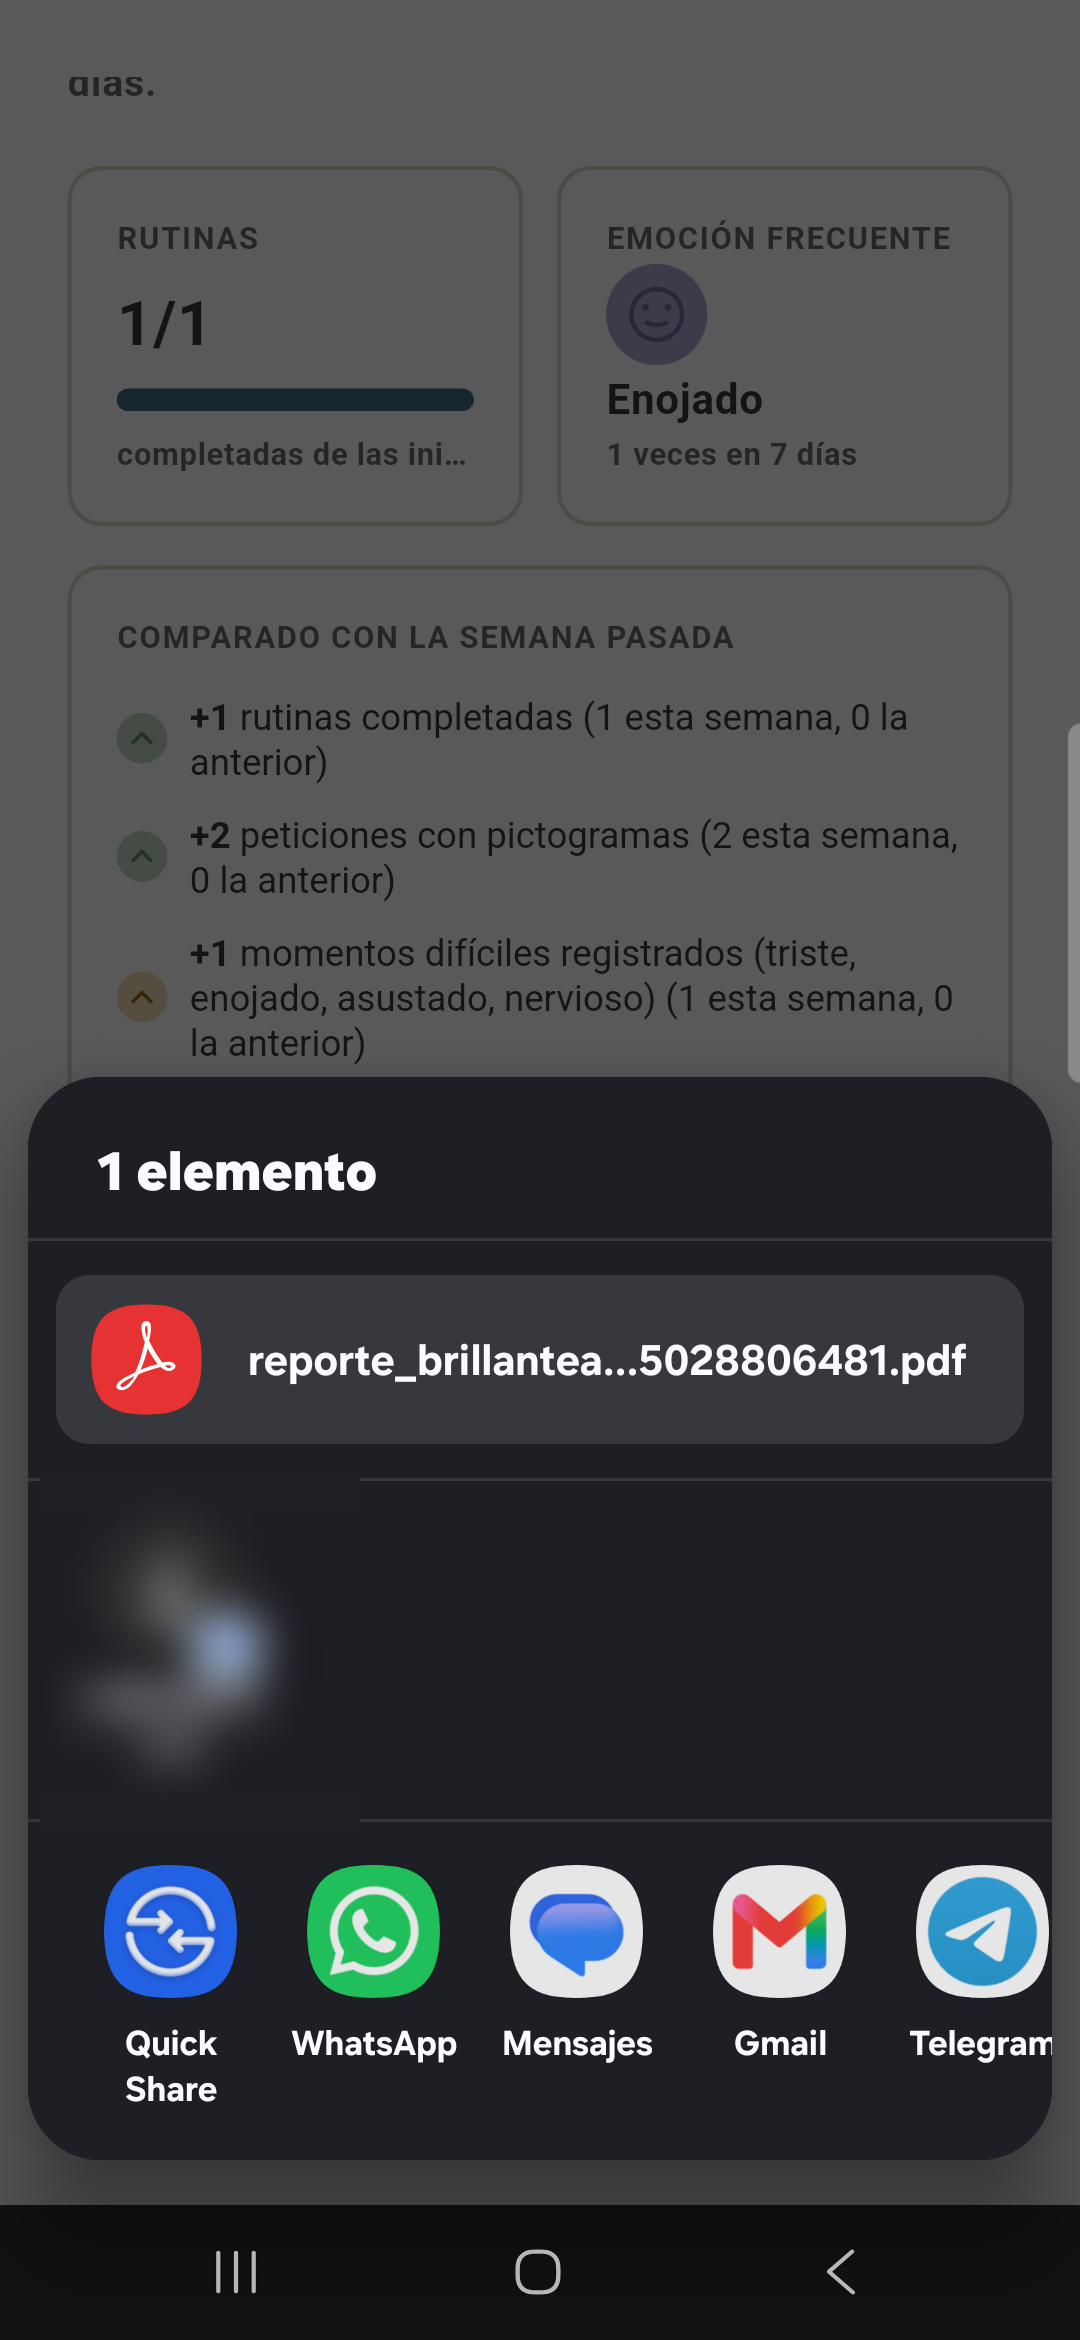 días.
RUTINAS
1/1
completadas de las ini...
EMOCIÓN FRECUENTE
Enojado
1 veces en 7 días
COMPARADO CON LA SEMANA PASADA
+1 rutinas completadas (1 esta semana, 0 la
anterior)
+2 peticiones con pictogramas (2 esta semana,
0 la anterior)
+1 momentos difíciles registrados (triste,
enojado, asustado, nervioso) (1 esta semana, 0
la anterior)
1 elemento
reporte_brillantea...5028806481.pdf
Quick
Share
WhatsApp
Mensajes
Gmail
Telegram